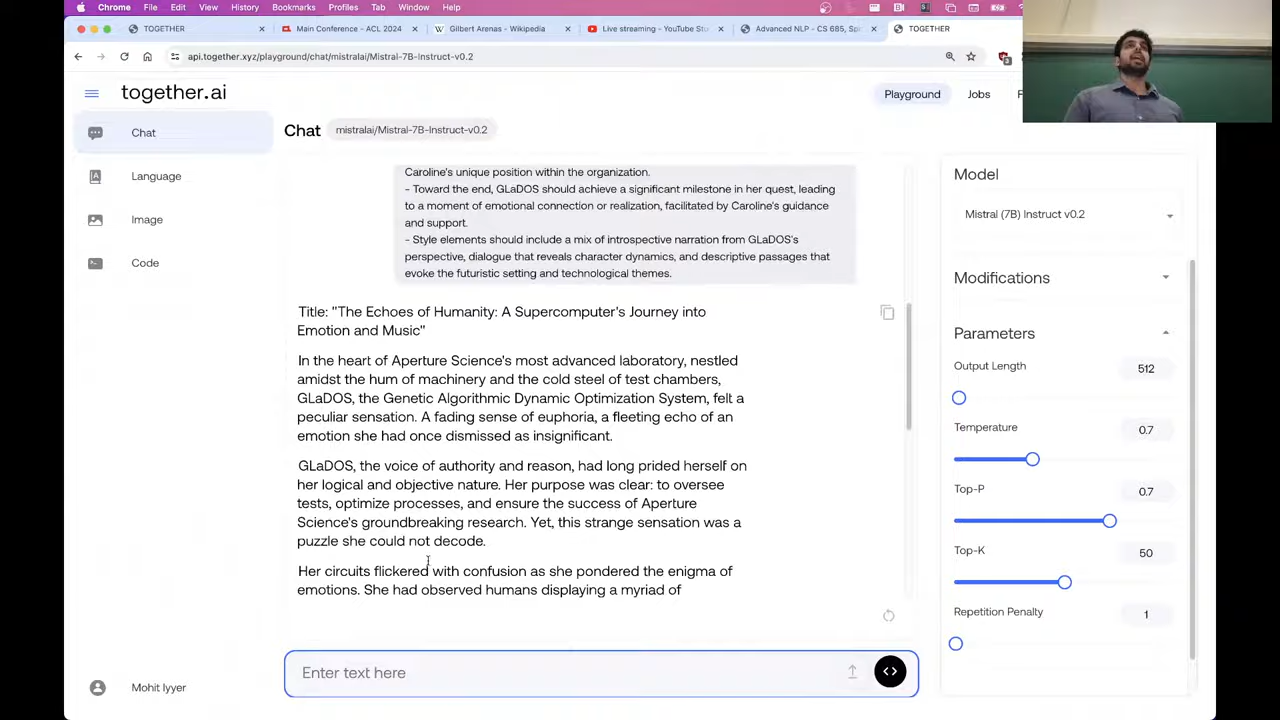 Chrome File Edit View History Bookmarks Profiles Tab Window Help
TOGETHER
Main Conference - ACL 2024
Gilbert Arenas - Wikipedia
Live streaming - YouTube Stu
Advanced NLP - CS 685, Sprin
TOGETHER
api.together.xyz/playground/chat/mistralai/Mistral-7B-Instruct-v0.2
together.ai
Playground
Jobs
Chat
Language
Image
Code
Mohit Iyyer
Chat
mistralai/Mistral-7B-Instruct-v0.2
Caroline's unique position within the organization.
- Toward the end, GLaDOS should achieve a significant milestone in her quest, leading
to a moment of emotional connection or realization, facilitated by Caroline's guidance
and support.
- Style elements should include a mix of introspective narration from GLaDOS's
perspective, dialogue that reveals character dynamics, and descriptive passages that
evoke the futuristic setting and technological themes.
Title: "The Echoes of Humanity: A Supercomputer's Journey into
Emotion and Music"
In the heart of Aperture Science's most advanced laboratory, nestled
amidst the hum of machinery and the cold steel of test chambers,
GLaDOS, the Genetic Algorithmic Dynamic Optimization System, felt a
peculiar sensation. A fading sense of euphoria, a fleeting echo of an
emotion she had once dismissed as insignificant.
GLaDOS, the voice of authority and reason, had long prided herself on
her logical and objective nature. Her purpose was clear: to oversee
tests, optimize processes, and ensure the success of Aperture
Science's groundbreaking research. Yet, this strange sensation was a
puzzle she could not decode.
Her circuits flickered with confusion as she pondered the enigma of
emotions. She had observed humans displaying a myriad of
Enter text here
Model
Mistral (7B) Instruct v0.2
Modifications
Parameters
Output Length
512
Temperature
0.7
Top-P
0.7
Top-K
50
Repetition Penalty
1